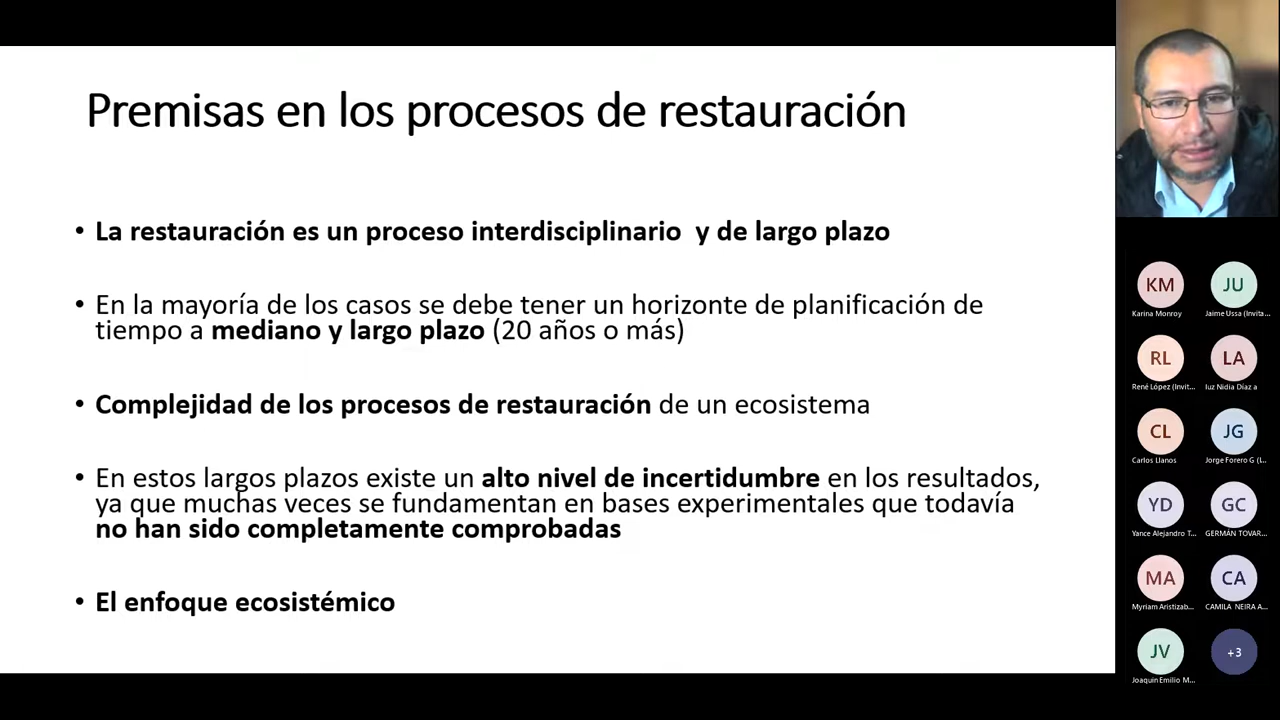 Premisas en los procesos de restauración
• La restauración es un proceso interdisciplinario y de largo plazo
• En la mayoría de los casos se debe tener un horizonte de planificación de
tiempo a mediano y largo plazo (20 años o más)
• Complejidad de los procesos de restauración de un ecosistema
• En estos largos plazos existe un alto nivel de incertidumbre en los resultados,
ya que muchas veces se fundamentan en bases experimentales que todavía
no han sido completamente comprobadas
• El enfoque ecosistémico
KM JU
Karina Monroy Jaime Ussa (Invita...
RL LA
René López (Invit... luz Nidia Díaz a
CL JG
Carlos Llanos Jorge Forero G (I...
YD GC
Yance Alejandro T... GERMÁN TOVAR...
MA CA
Myriam Aristizab... CAMILA NEIRA A...
JV +3
Joaquin Emilio M...